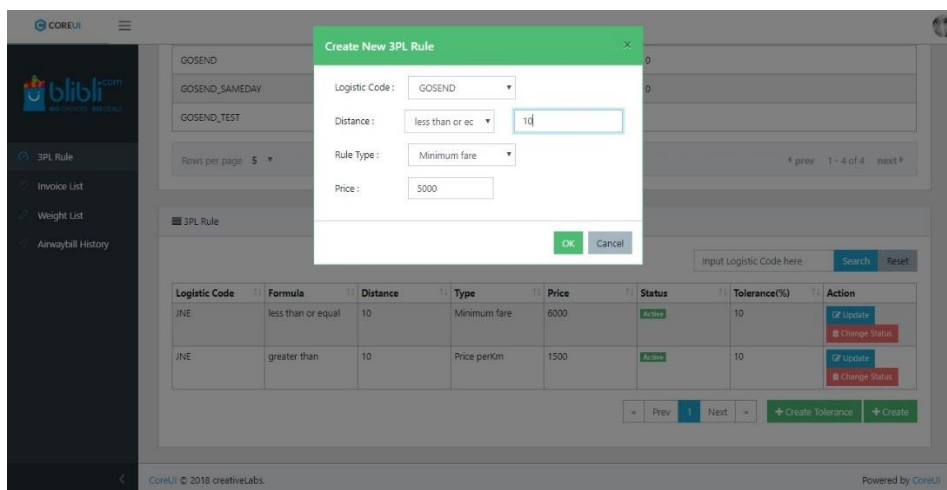 COREUI
blibli.com
BIG CHOICES BIG DEALS
3PL Rule
Invoice List
Weight List
Airwaybill History
GOSEND
0
GOSEND_SAMEDAY
0
GOSEND_TEST
Rows per page 5
prev 1 - 4 of 4 next
Create New 3PL Rule
×
Logistic Code :
GOSEND
Distance :
less than or ec
10
Rule Type :
Minimum fare
Price :
5000
OK
Cancel
3PL Rule
Input Logistic Code here
Search
Reset
Logistic Code Formula Distance Type Price Status Tolerance(%) Action
JNE less than or equal 10 Minimum fare 6000 Active 10 Update
Change Status
JNE greater than 10 Price perKm 1500 Active 10 Update
Change Status
« Prev 1 Next »
+ Create Tolerance
+ Create
CoreUI © 2018 creativeLabs.
Powered by CoreUI